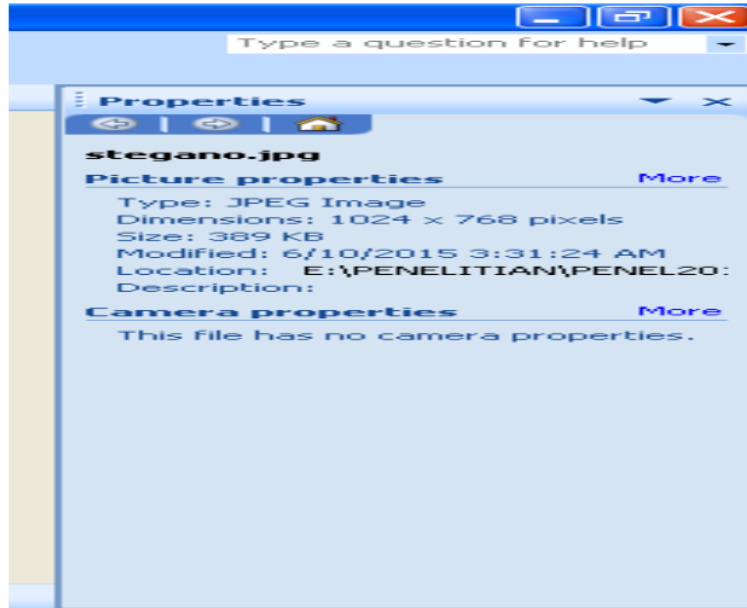 Type a question for help
Properties
stegano.jpg
Picture properties More
Type: JPEG Image
Dimensions: 1024 x 768 pixels
Size: 389 KB
Modified: 6/10/2015 3:31:24 AM
Location: E:\PENELITIAN\PENEL20:
Description:
Camera properties More
This file has no camera properties.